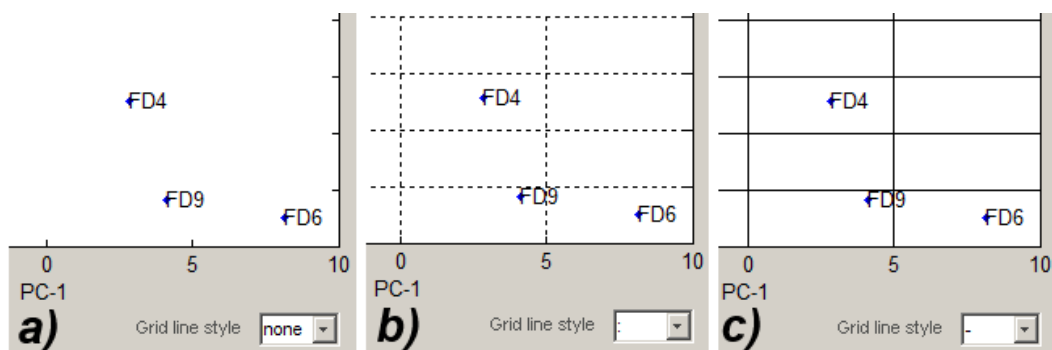 FD4
FD9
FD6
0 5 10
PC-1
a) Grid line style none
FD4
FD9
FD6
0 5 10
PC-1
b) Grid line style :
FD4
FD9
FD6
0 5 10
PC-1
c) Grid line style -